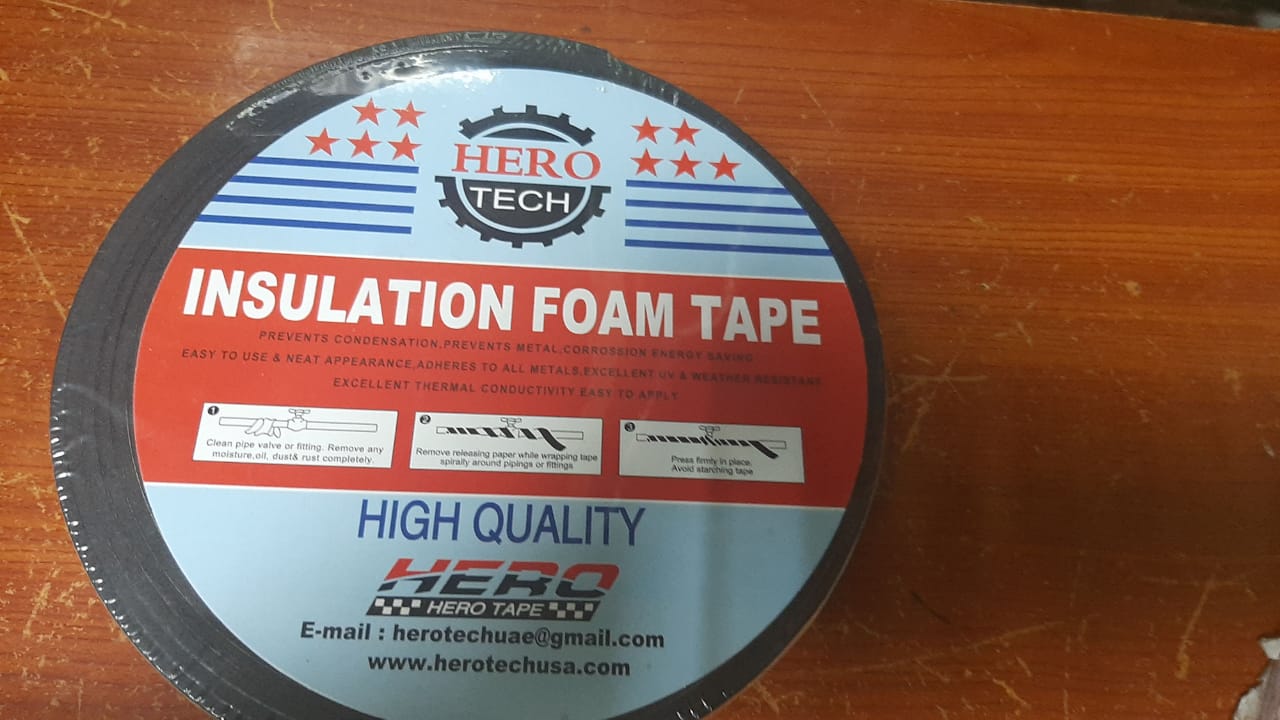 HERO
TECH
INSULATION FOAM TAPE
PREVENTS CONDENSATION,PREVENTS METAL,CORROSSION ENERGY SAVING
EASY TO USE & NEAT APPEARANCE,ADHERES TO ALL METALS,EXCELLENT UV & WEATHER RESISTANT
EXCELLENT THERMAL CONDUCTIVITY EASY TO APPLY
1
Clean pipe valve or fitting. Remove any
moisture,oil, dust& rust completely.
2
Remove releasing paper while wrapping tape
spirally around pipings or fittings
3
Press firmly in place.
Avoid starching tape
HIGH QUALITY
HERO
HERO TAPE
E-mail : herotechuae@gmail.com
www.herotechusa.com